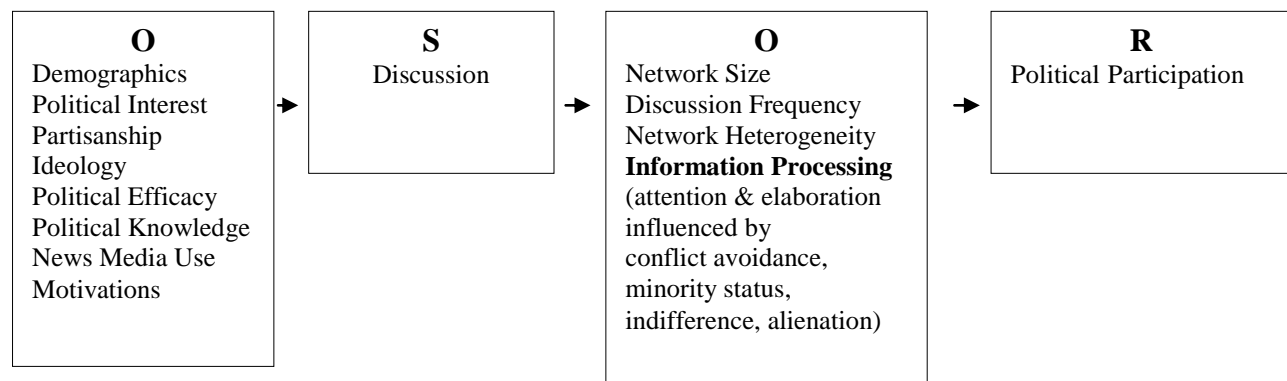 O
Demographics
Political Interest
Partisanship
Ideology
Political Efficacy
Political Knowledge
News Media Use
Motivations
S
Discussion
O
Network Size
Discussion Frequency
Network Heterogeneity
Information Processing
(attention & elaboration
influenced by
conflict avoidance,
minority status,
indifference, alienation)
R
Political Participation